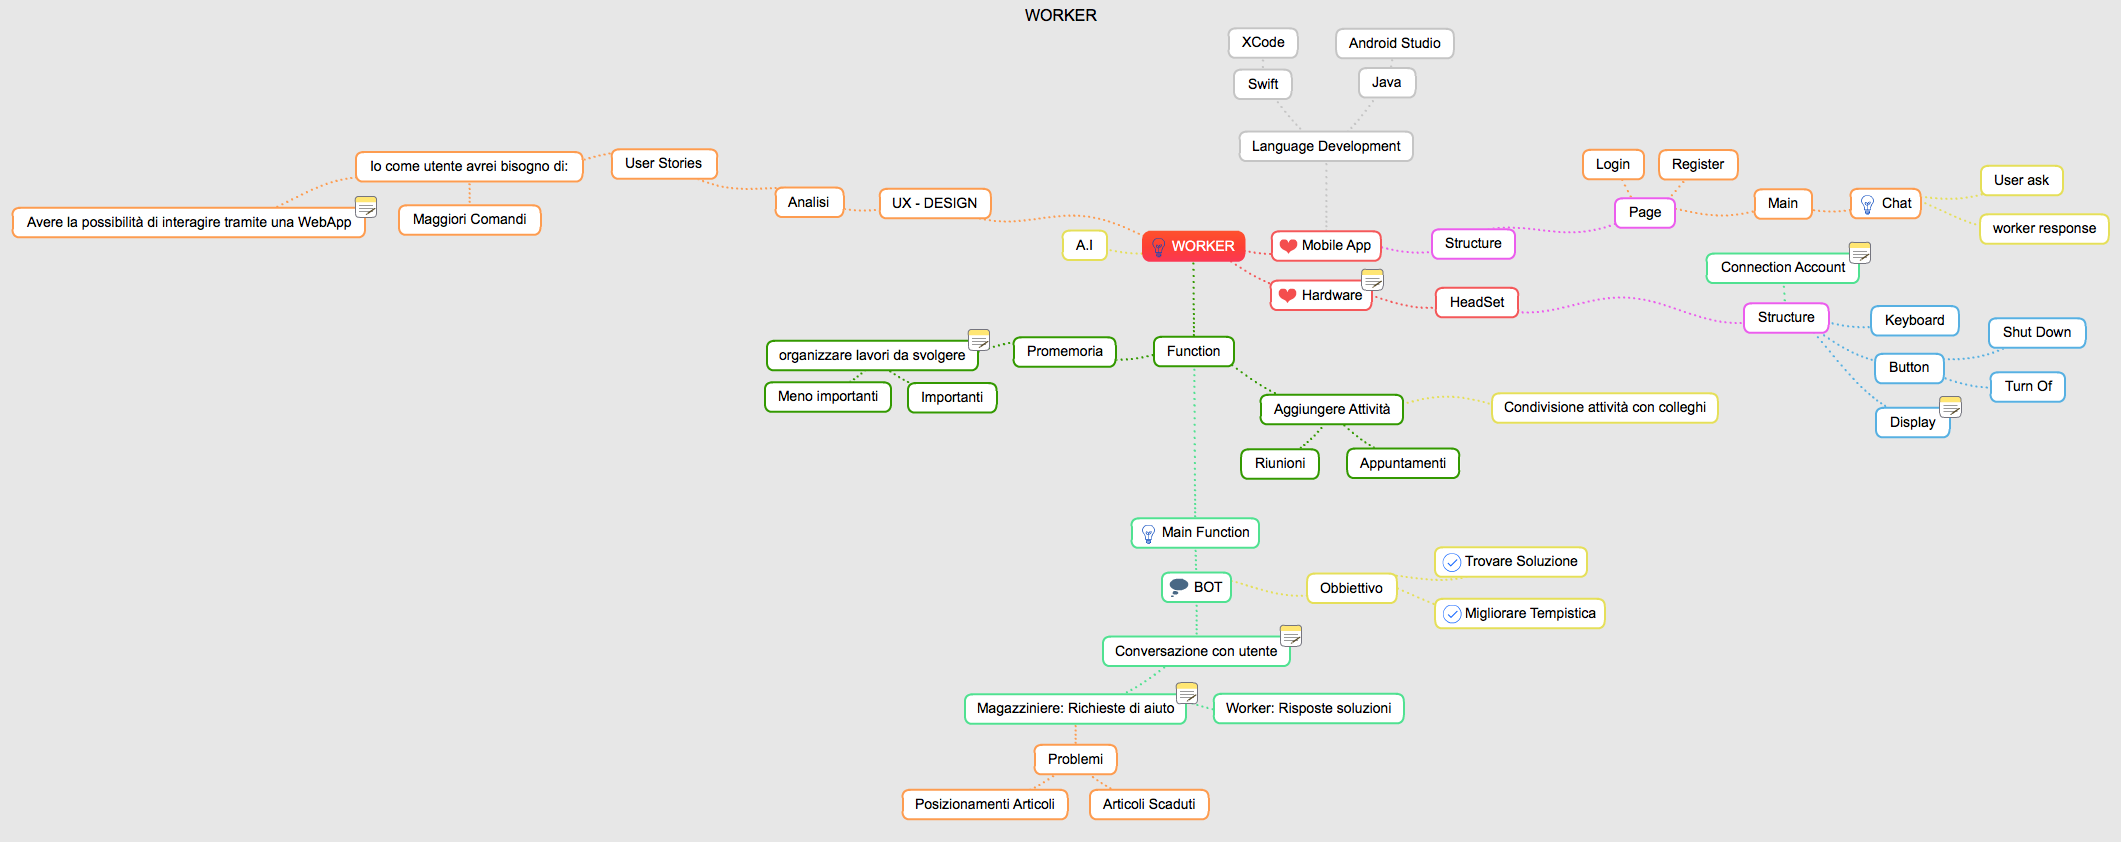 WORKER
XCode
Android Studio
Swift
Java
Language Development
Login
Register
Page
Main
Chat
User ask
worker response
User Stories
Io come utente avrei bisogno di:
Avere la possibilità di interagire tramite una WebApp
Maggiori Comandi
Analisi
UX - DESIGN
A.I
WORKER
Mobile App
Structure
Hardware
HeadSet
Connection Account
Structure
Keyboard
Button
Shut Down
Turn Of
Display
Function
Promemoria
organizzare lavori da svolgere
Meno importanti
Importanti
Aggiungere Attività
Condivisione attività con colleghi
Riunioni
Appuntamenti
Main Function
BOT
Obbiettivo
Trovare Soluzione
Migliorare Tempistica
Conversazione con utente
Magazziniere: Richieste di aiuto
Worker: Risposte soluzioni
Problemi
Posizionamenti Articoli
Articoli Scaduti